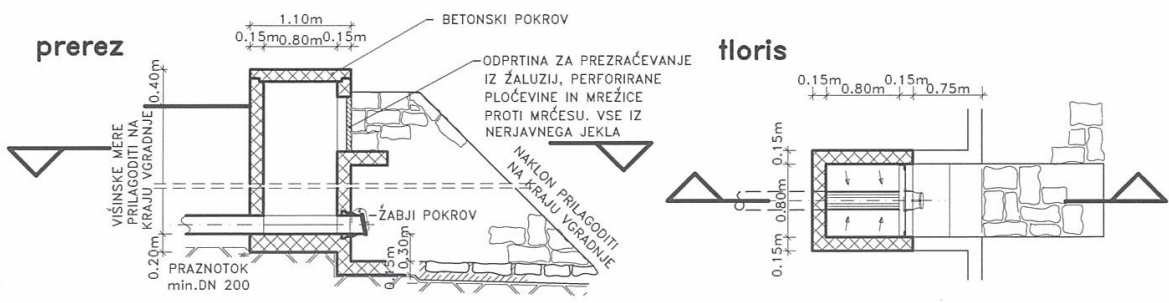 prerez
1.10m
0.15m 0.80m 0.15m
BETONSKI POKROV
ODPRTINA ZA PREZRAČEVANJE
IZ ŽALUZIJ, PERFORIRANE
PLOČEVINE IN MREŽICE
PROTI MRČESU. VSE IZ
NERJAVNEGA JEKLA
0.40m
VIŠINSKE MERE
PRILAGODITI NA
KRAJU VGRADNJE
NAKLON PRILAGODITI
NA KRAJU VGRADNJE
ŽABJI POKROV
0.20m
PRAZNOTOK
min.DN 200
0.15m
0.30m
tloris
0.15m 0.15m
0.80m 0.75m
0.15m
0.80m
0.15m